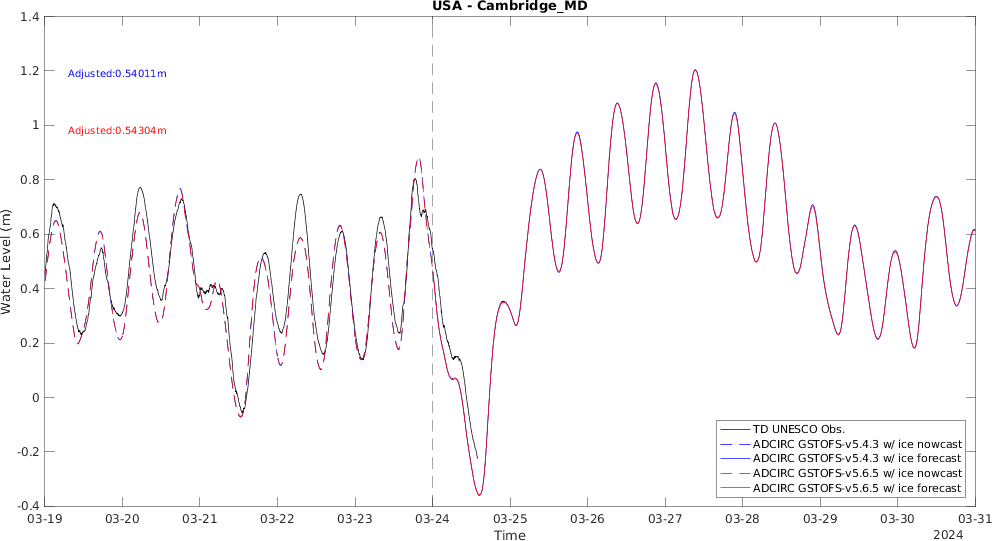 USA - Cambridge_MD
1.4
1.2
1
0.8
0.6
0.4
0.2
0
-0.2
-0.4
Water Level (m)
Adjusted:0.54011m
Adjusted:0.54304m
TD UNESCO Obs.
ADCIRC GSTOFS-v5.4.3 w/ ice nowcast
ADCIRC GSTOFS-v5.4.3 w/ ice forecast
ADCIRC GSTOFS-v5.6.5 w/ ice nowcast
ADCIRC GSTOFS-v5.6.5 w/ ice forecast
03-19 03-20 03-21 03-22 03-23 03-24 03-25 03-26 03-27 03-28 03-29 03-30 03-31
Time
2024